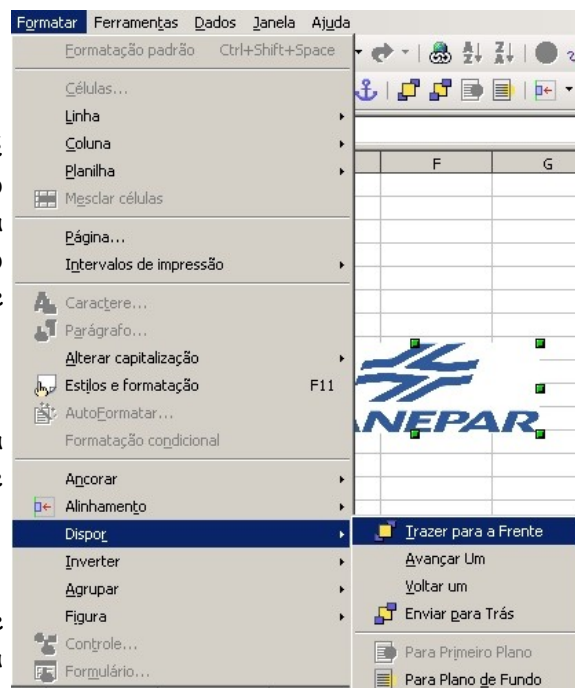 Formatar Ferramentas Dados Janela Ajuda
Formatação padrão Ctrl+Shift+Space
Células...
Linha
Coluna
Planilha
Mesclar células
Página...
Intervalos de impressão
Caractere...
Parágrafo...
Alterar capitalização
Estilos e formatação F11
AutoFormatar...
Formatação condicional
Ancorar
Alinhamento
Dispor
Inverter
Agrupar
Figura
Controle...
Formulário...
F G
ANEPAR
Trazer para a Frente
Avançar Um
Voltar um
Enviar para Trás
Para Primeiro Plano
Para Plano de Fundo